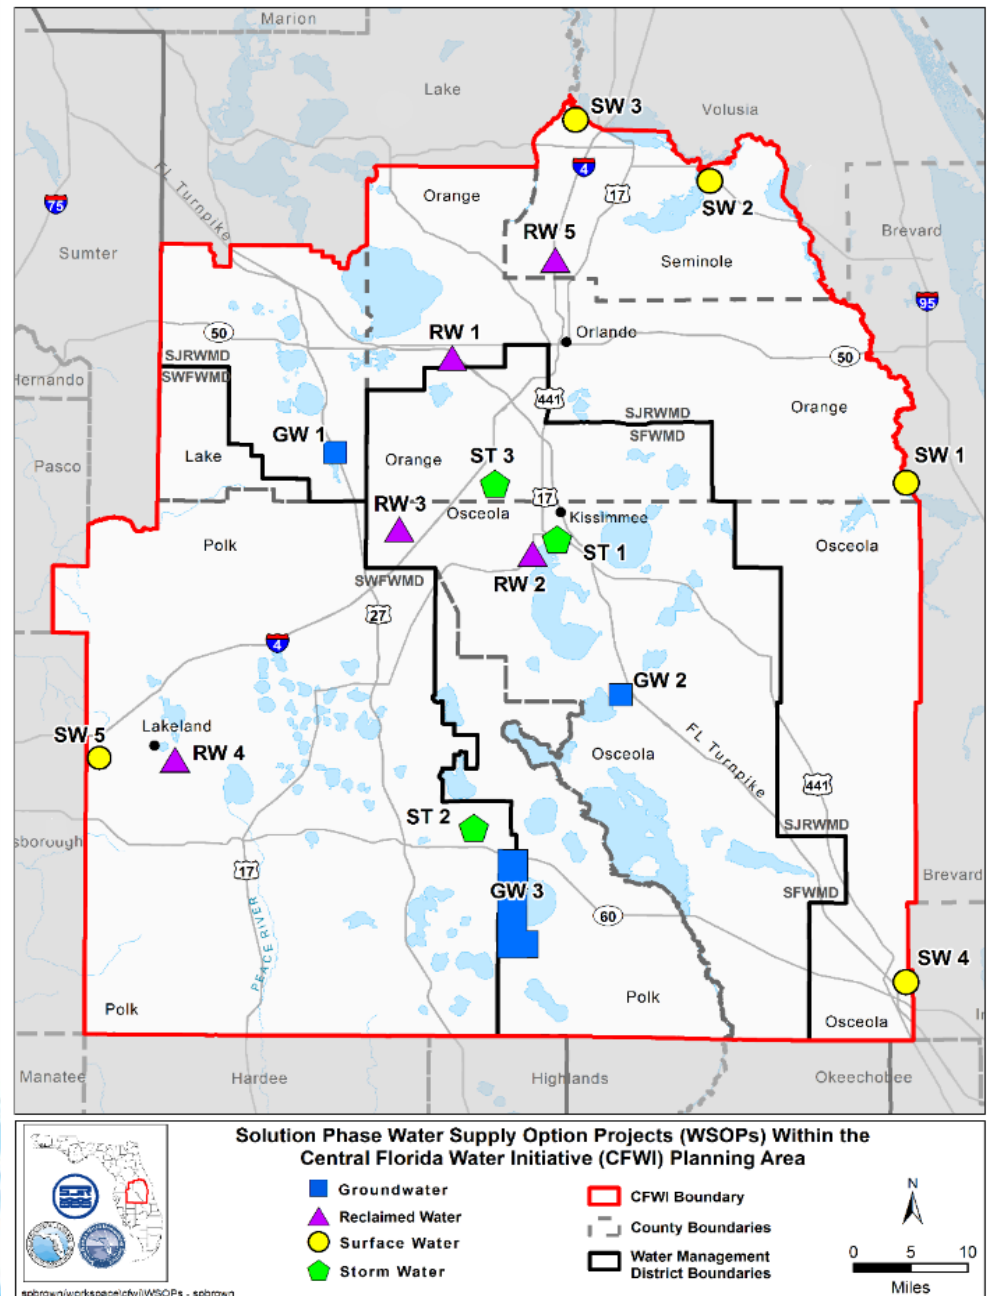 Marion
Lake
SW 3
Volusia
FL Turnpike
4
Orange
17
SW 2
75
RW 5
Brevard
Sumter
Seminole
95
50
RW 1
Orlando
SJRWMD
50
SWFWMD
Hernando
441
Orange
SJRWMD
GW 1
SFWMD
Lake
Orange
ST 3
SW 1
Pasco
17
RW 3
Osceola
Kissimmee
Polk
ST 1
Osceola
SWFWMD
RW 2
27
4
GW 2
Lakeland
SW 5
FL Turnpike
RW 4
Osceola
441
ST 2
SJRWMD
sborough
17
Brevard
GW 3
SFWMD
60
PEACE RIVER
SW 4
Polk
Polk
Osceola
Manatee
Hardee
Highlands
Okeechobee
Solution Phase Water Supply Option Projects (WSOPs) Within the
Central Florida Water Initiative (CFWI) Planning Area
Groundwater
Reclaimed Water
Surface Water
Storm Water
CFWI Boundary
County Boundaries
Water Management
District Boundaries
N
0 5 10
Miles
spbrown/workspace\cfwi\WSOPs - spbrown